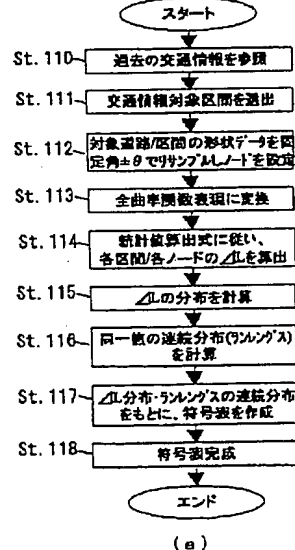 スタート
St. 110
過去の交通情報を参照
St. 111
交通情報対象区間を選出
St. 112
対象道路/区間の形状データを固
定角±θでリサンプルしノードを設定
St. 113
全曲率関数表現に変換
St. 114
統計値算出式に従い、
各区間/各ノードの⊿Lを算出
St. 115
⊿Lの分布を計算
St. 116
同一値の連続分布(ランレングス)
を計算
St. 117
⊿L分布・ランレングスの連続分布
をもとに、符号表を作成
St. 118
符号表完成
エンド
(a)